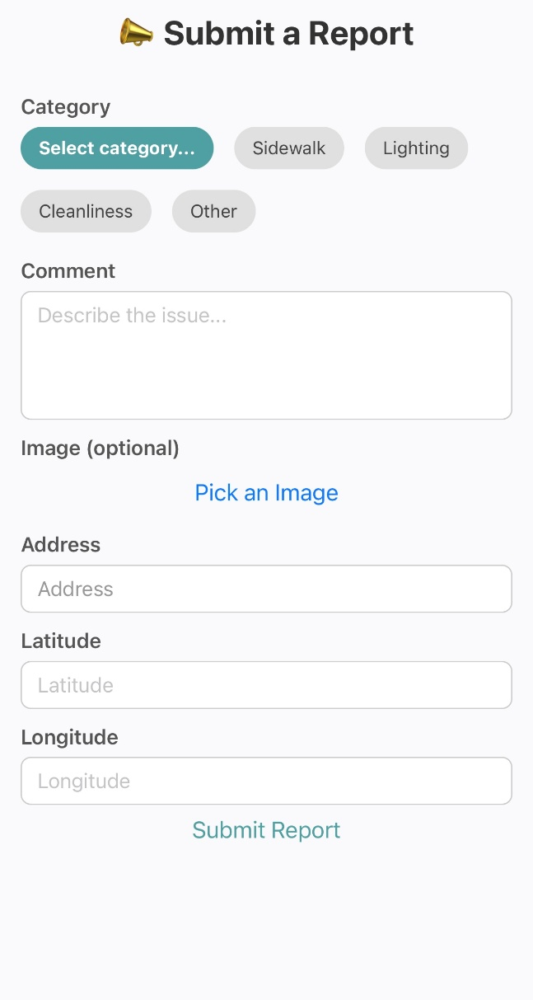 📣 Submit a Report
Category
Select category...
Sidewalk
Lighting
Cleanliness
Other
Comment
Describe the issue...
Image (optional)
Pick an Image
Address
Address
Latitude
Latitude
Longitude
Longitude
Submit Report